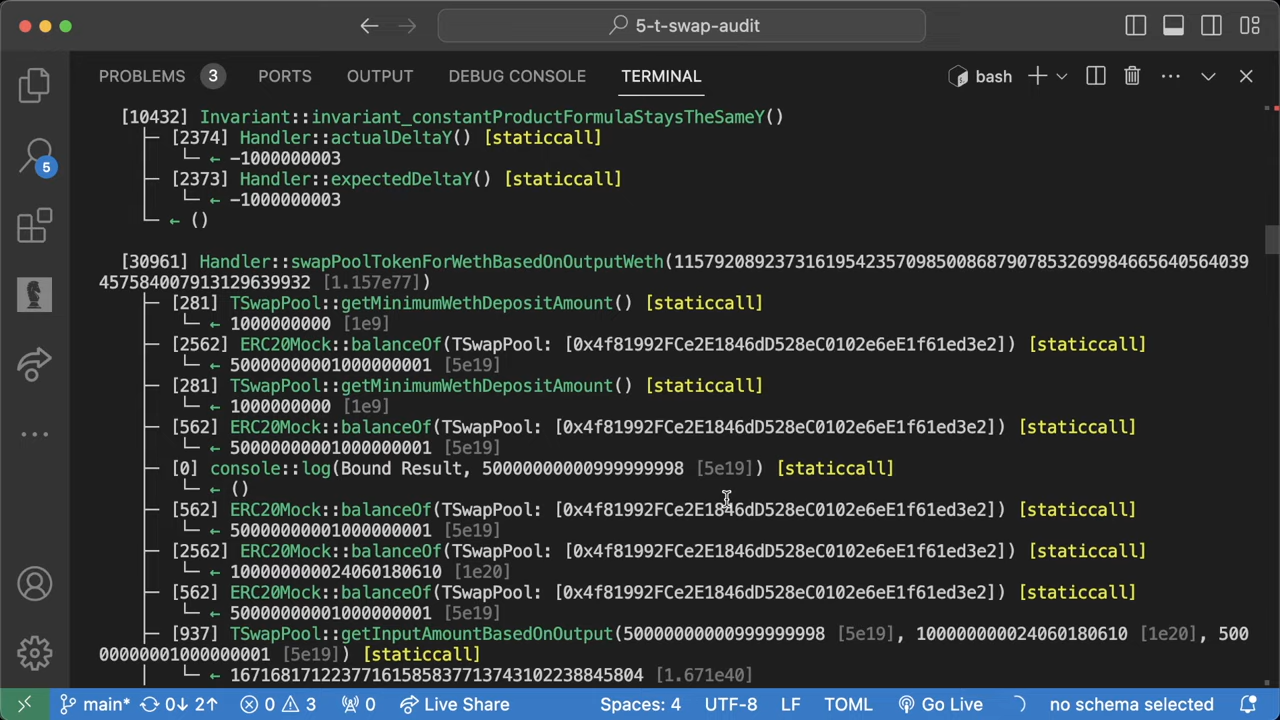 5-t-swap-audit
PROBLEMS 3 PORTS OUTPUT DEBUG CONSOLE TERMINAL bash
[10432] Invariant::invariant_constantProductFormulaStaysTheSameY()
├─ [2374] Handler::actualDeltaY() [staticcall]
│ └─ ← -1000000003
├─ [2373] Handler::expectedDeltaY() [staticcall]
│ └─ ← -1000000003
└─ ← ()
[30961] Handler::swapPoolTokenForWethBasedOnOutputWeth(1157920892373161954235709850086879078532699846656405640394575840079131296399 32 [1.157e77])
├─ [281] TSwapPool::getMinimumWethDepositAmount() [staticcall]
│ └─ ← 1000000000 [1e9]
├─ [2562] ERC20Mock::balanceOf(TSwapPool: [0x4f81992FCe2E1846dD528eC0102e6eE1f61ed3e2]) [staticcall]
│ └─ ← 50000000001000000001 [5e19]
├─ [281] TSwapPool::getMinimumWethDepositAmount() [staticcall]
│ └─ ← 1000000000 [1e9]
├─ [562] ERC20Mock::balanceOf(TSwapPool: [0x4f81992FCe2E1846dD528eC0102e6eE1f61ed3e2]) [staticcall]
│ └─ ← 50000000001000000001 [5e19]
├─ [0] console::log(Bound Result, 50000000000999999998 [5e19]) [staticcall]
│ └─ ← ()
├─ [562] ERC20Mock::balanceOf(TSwapPool: [0x4f81992FCe2E1846dD528eC0102e6eE1f61ed3e2]) [staticcall]
│ └─ ← 50000000001000000001 [5e19]
├─ [2562] ERC20Mock::balanceOf(TSwapPool: [0x4f81992FCe2E1846dD528eC0102e6eE1f61ed3e2]) [staticcall]
│ └─ ← 100000000024060180610 [1e20]
├─ [562] ERC20Mock::balanceOf(TSwapPool: [0x4f81992FCe2E1846dD528eC0102e6eE1f61ed3e2]) [staticcall]
│ └─ ← 50000000001000000001 [5e19]
├─ [937] TSwapPool::getInputAmountBasedOnOutput(50000000000999999998 [5e19], 100000000024060180610 [1e20], 500
00000001000000001 [5e19]) [staticcall]
│ └─ ← 16716817122377161585837713743102238845804 [1.671e40]
5
main* 0↓ 2↑ 0 3 0 Live Share Spaces: 4 UTF-8 LF TOML Go Live no schema selected